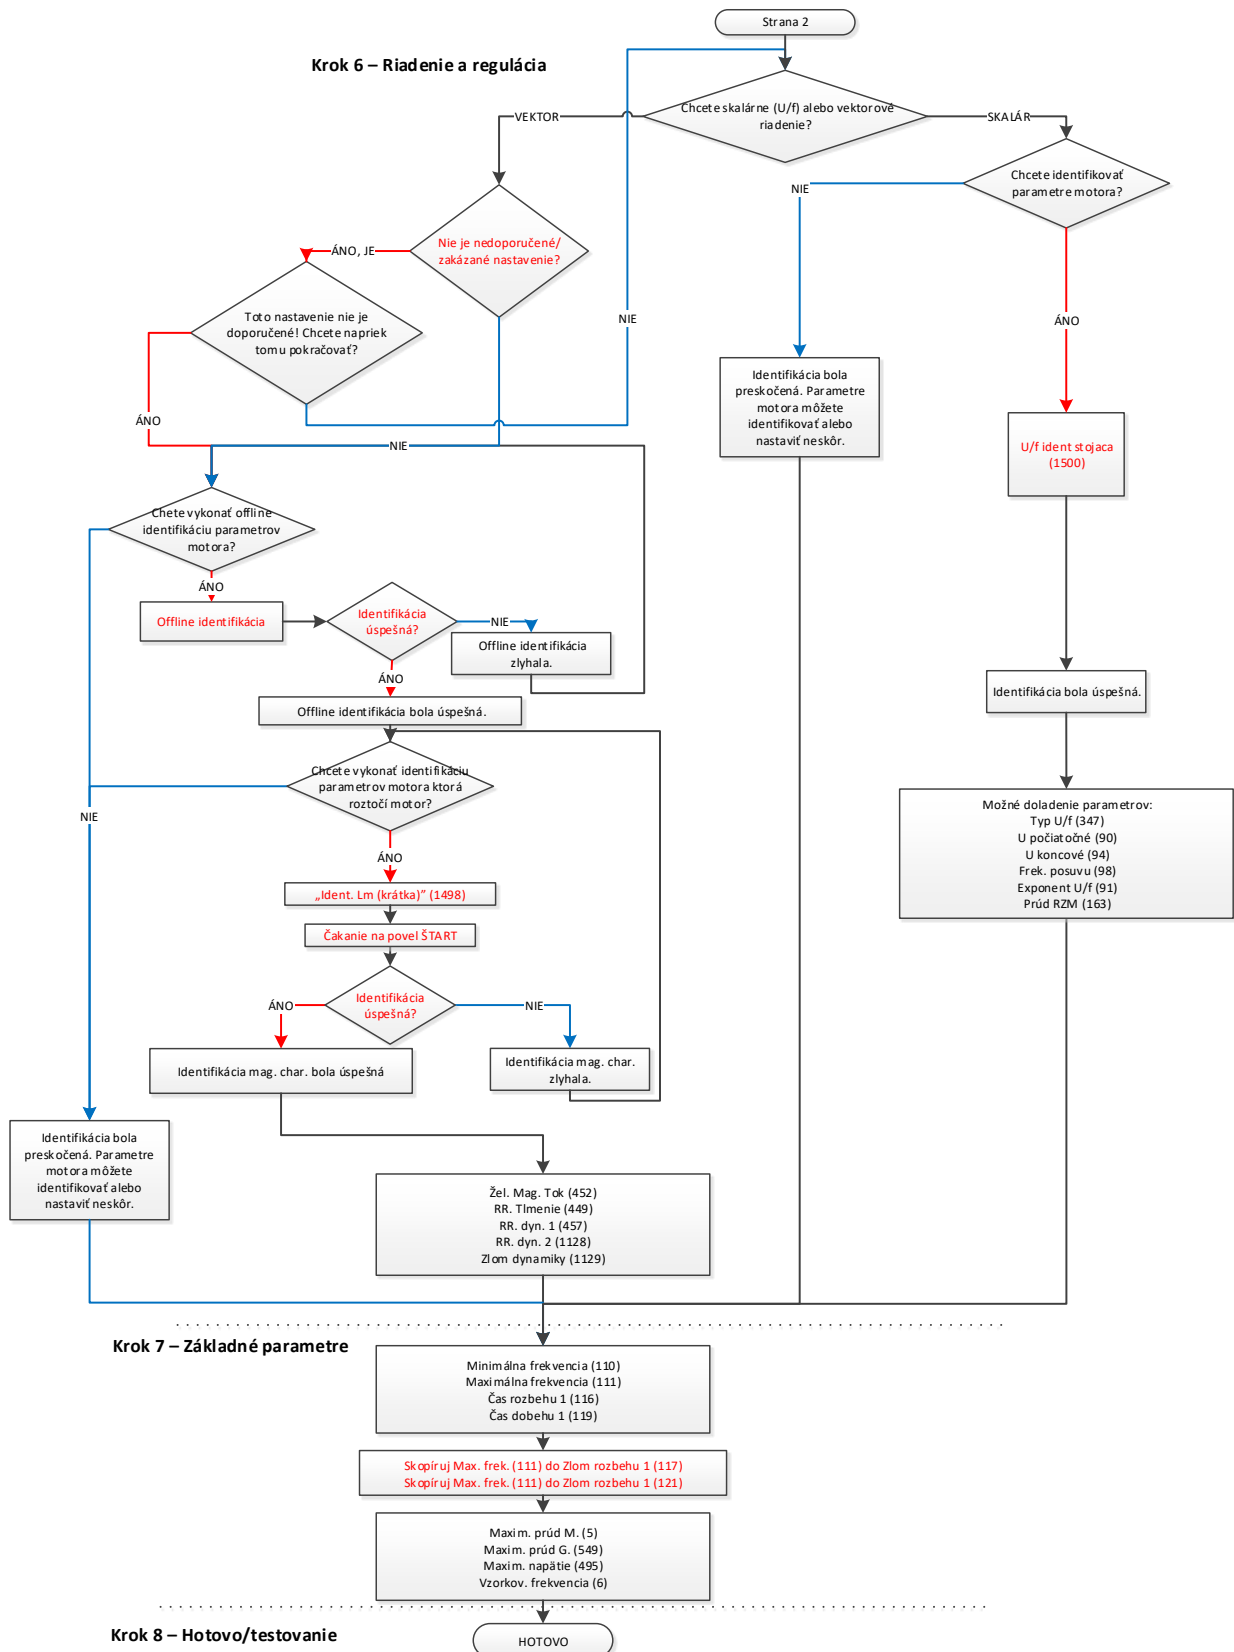 Strana 2
Krok 6 – Riadenie a regulácia
Chcete skalárne (U/f) alebo vektorové
riadenie?
VEKTOR
SKALÁR
Chcete identifikovať
parametre motora?
NIE
Nie je nedoporučené/
zakázané nastavenie?
ÁNO, JE
Toto nastavenie nie je
doporučené! Chcete napriek
tomu pokračovať?
NIE
ÁNO
Identifikácia bola
preskočená. Parametre
motora môžete
identifikovať alebo
nastaviť neskôr.
ÁNO
NIE
U/f ident stojaca
(1500)
Chete vykonať offline
identifikáciu parametrov
motora?
ÁNO
Offline identifikácia
Identifikácia
úspešná?
NIE
Offline identifikácia
zlyhala.
ÁNO
Offline identifikácia bola úspešná.
Identifikácia bola úspešná.
Chcete vykonať identifikáciu
parametrov motora ktorá
roztočí motor?
NIE
ÁNO
Možné doladenie parametrov:
Typ U/f (347)
U počiatočné (90)
U koncové (94)
Frek. posuvu (98)
Exponent U/f (91)
Prúd RZM (163)
„Ident. Lm (krátka)” (1498)
Čakanie na povel ŠTART
Identifikácia
úspešná?
ÁNO
NIE
Identifikácia mag. char. bola úspešná
Identifikácia mag. char.
zlyhala.
Identifikácia bola
preskočená. Parametre
motora môžete
identifikovať alebo
nastaviť neskôr.
Žel. Mag. Tok (452)
RR. Tlmenie (449)
RR. dyn. 1 (457)
RR. dyn. 2 (1128)
Zlom dynamiky (1129)
Krok 7 – Základné parametre
Minimálna frekvencia (110)
Maximálna frekvencia (111)
Čas rozbehu 1 (116)
Čas dobehu 1 (119)
Skopíruj Max. frek. (111) do Zlom rozbehu 1 (117)
Skopíruj Max. frek. (111) do Zlom rozbehu 1 (121)
Maxim. prúd M. (5)
Maxim. prúd G. (549)
Maxim. napätie (495)
Vzorkov. frekvencia (6)
Krok 8 – Hotovo/testovanie
HOTOVO